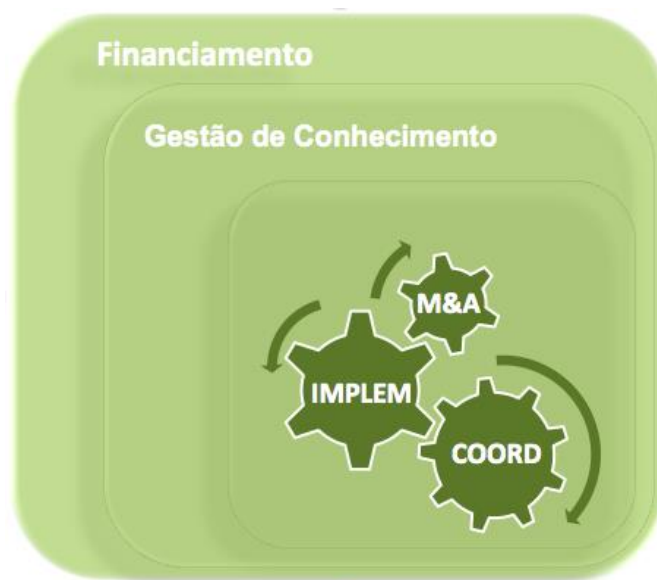 Financiamento
Gestão de Conhecimento
M&A
IMPLEM
COORD